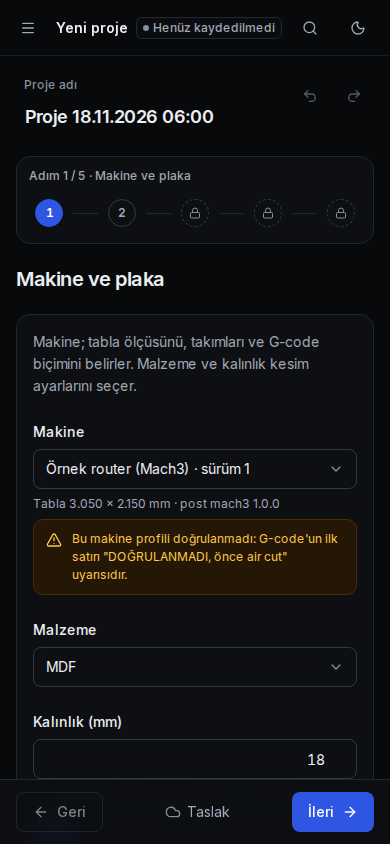 Yeni proje
Henüz kaydedilmedi
Proje adı
Proje 18.11.2026 06:00
Adım 1 / 5 · Makine ve plaka
1
2
Makine ve plaka
Makine; tabla ölçüsünü, takımları ve G-code
biçimini belirler. Malzeme ve kalınlık kesim
ayarlarını seçer.
Makine
Örnek router (Mach3) · sürüm 1
Tabla 3.050 × 2.150 mm · post mach3 1.0.0
Bu makine profili doğrulanmadı: G-code'un ilk
satırı "DOĞRULANMADI, önce air cut"
uyarısıdır.
Malzeme
MDF
Kalınlık (mm)
18
Geri
Taslak
İleri